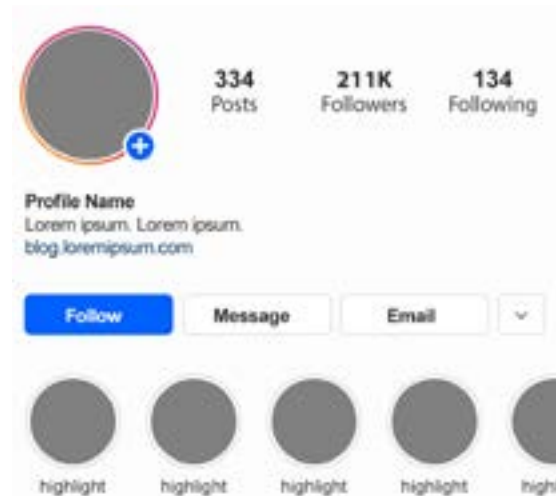 334 211K 134
Posts Followers Following
Profile Name
Lorem ipsum. Lorem ipsum.
blog.loremipsum.com
Follow Message Email
highlight highlight highlight highlight highl